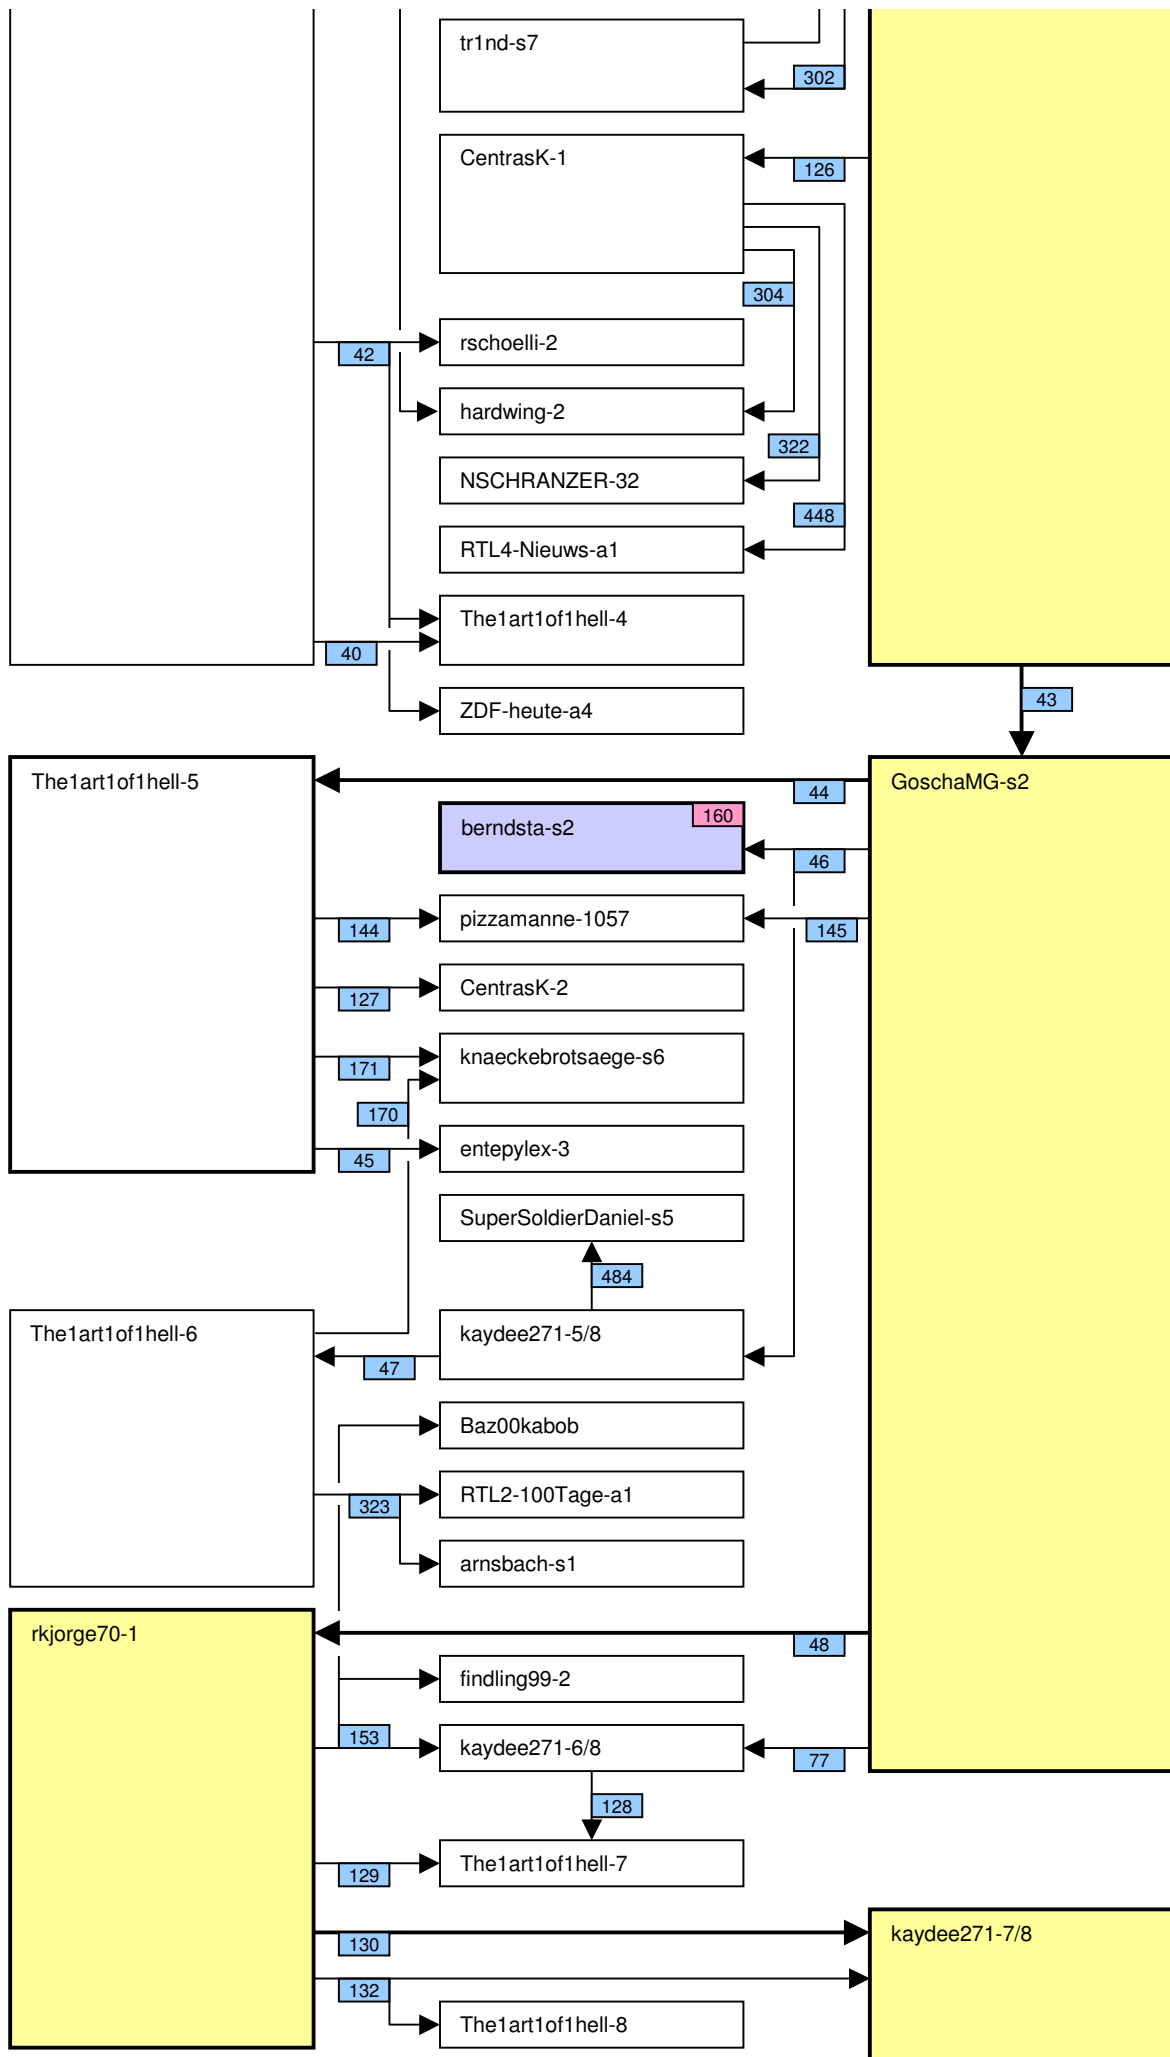 tr1nd-s7
302
CentrasK-1
126
304
rschoelli-2
42
hardwing-2
322
NSCHRANZER-32
448
RTL4-Nieuws-a1
The1art1of1hell-4
40
43
ZDF-heute-a4
The1art1of1hell-5
44
GoschaMG-s2
160
berndsta-s2
46
pizzamanne-1057
144
145
CentrasK-2
127
knaeckebrotsaege-s6
171
170
entepylex-3
45
SuperSoldierDaniel-s5
484
The1art1of1hell-6
kaydee271-5/8
47
Baz00kabob
RTL2-100Tage-a1
323
arnsbach-s1
rkjorge70-1
48
findling99-2
153
kaydee271-6/8
77
128
The1art1of1hell-7
129
130
kaydee271-7/8
132
The1art1of1hell-8